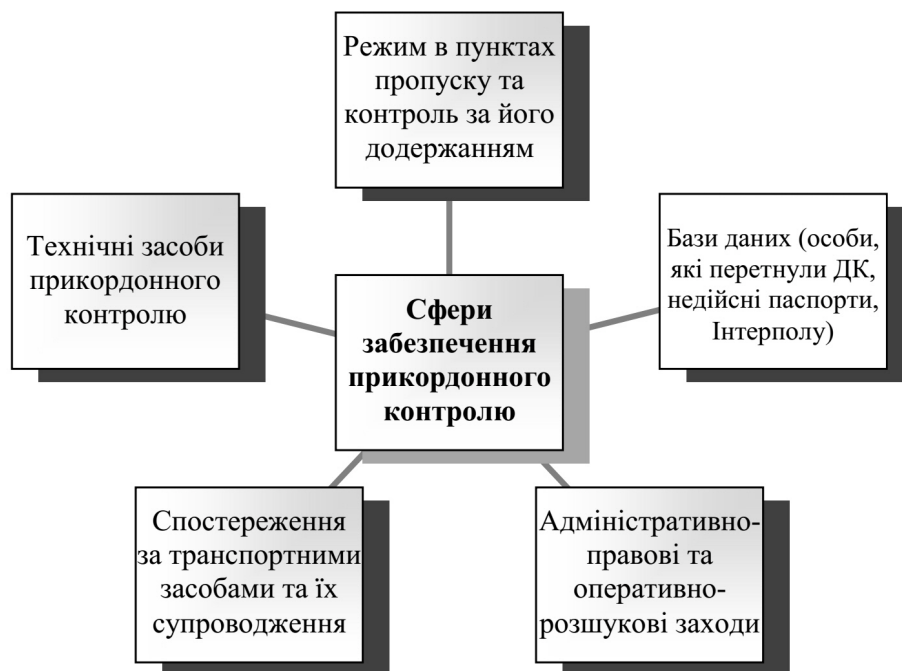 Режим в пунктах
пропуску та
контроль за його
додержанням
Технічні засоби
прикордонного
контролю
Бази даних (особи,
які перетнули ДК,
недійсні паспорти,
Інтерполу)
Сфери
забезпечення
прикордонного
контролю
Спостереження
за транспортними
засобами та їх
супроводження
Адміністративно-
правові та
оперативно-
розшукові заходи